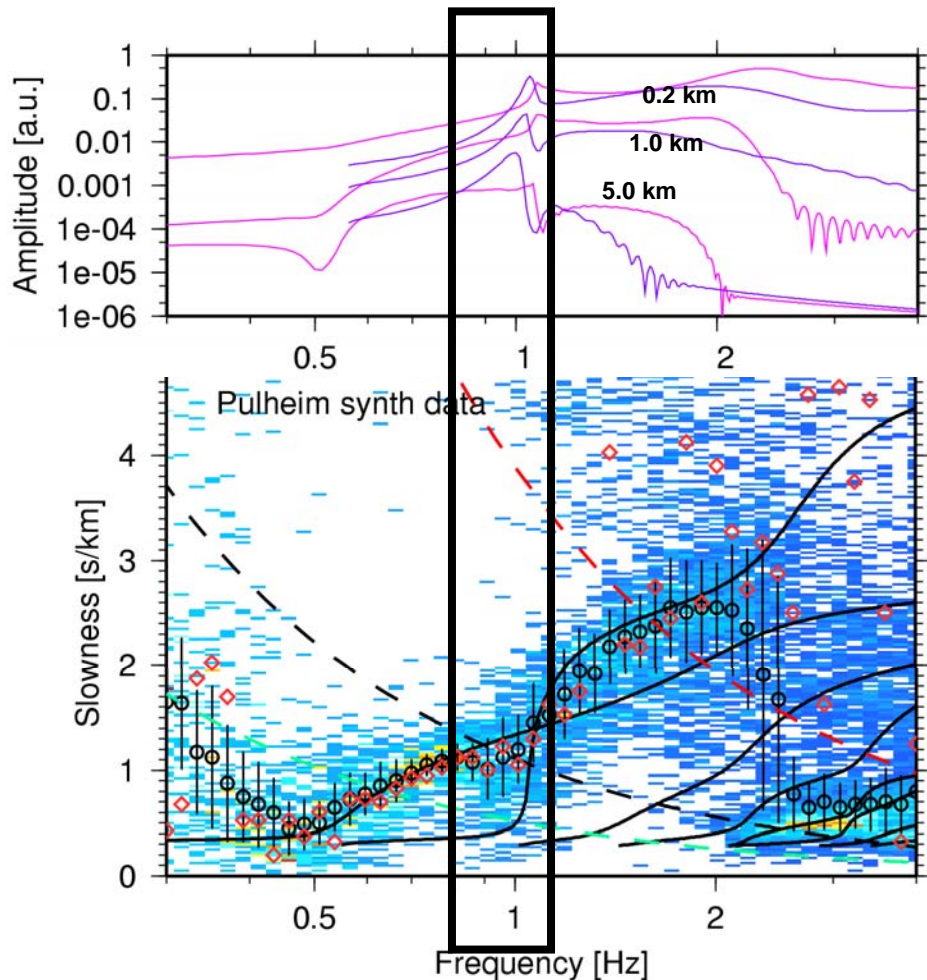 Amplitude [a.u.]
1
0.1
0.01
0.001
1e-04
1e-05
1e-06
0.2 km
1.0 km
5.0 km
0.5
1
2
Pulheim synth data
Slowness [s/km]
4
3
2
1
0
0.5
1
2
Frequency [Hz]